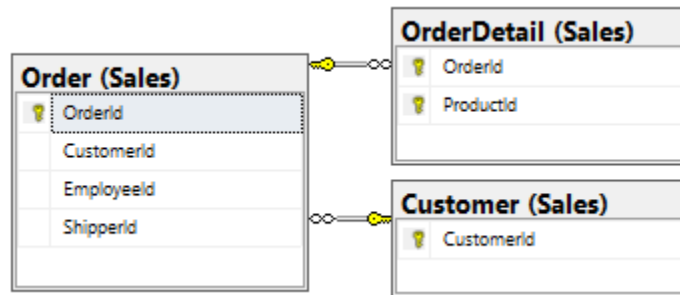 Order (Sales)
OrderId
CustomerId
EmployeeId
ShipperId
OrderDetail (Sales)
OrderId
ProductId
Customer (Sales)
CustomerId